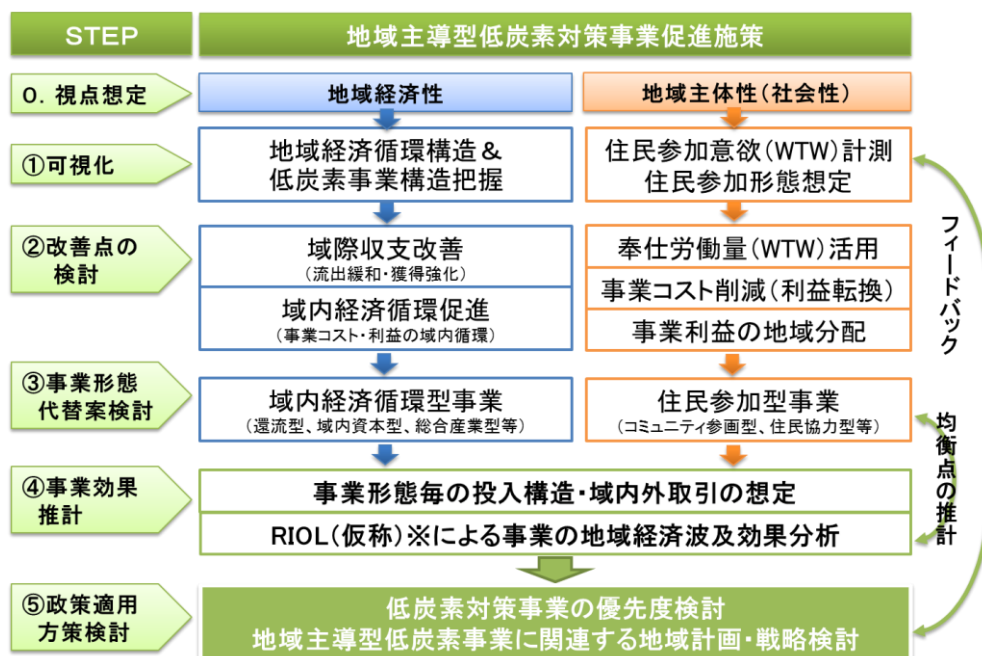 STEP
地域主導型低炭素対策事業促進施策
0. 視点想定
地域経済性
地域主体性(社会性)
①可視化
地域経済循環構造&
低炭素事業構造把握
住民参加意欲(WTW)計測
住民参加形態想定
②改善点の
検討
域際収支改善
(流出緩和・獲得強化)
域内経済循環促進
(事業コスト・利益の域内循環)
奉仕労働量(WTW)活用
事業コスト削減(利益転換)
事業利益の地域分配
フィードバック
③事業形態
代替案検討
域内経済循環型事業
(還流型、域内資本型、総合産業型等)
住民参加型事業
(コミュニティ参画型、住民協力型等)
均衡点の推計
④事業効果
推計
事業形態毎の投入構造・域内外取引の想定
RIOL(仮称)※による事業の地域経済波及効果分析
⑤政策適用
方策検討
低炭素対策事業の優先度検討
地域主導型低炭素事業に関連する地域計画・戦略検討